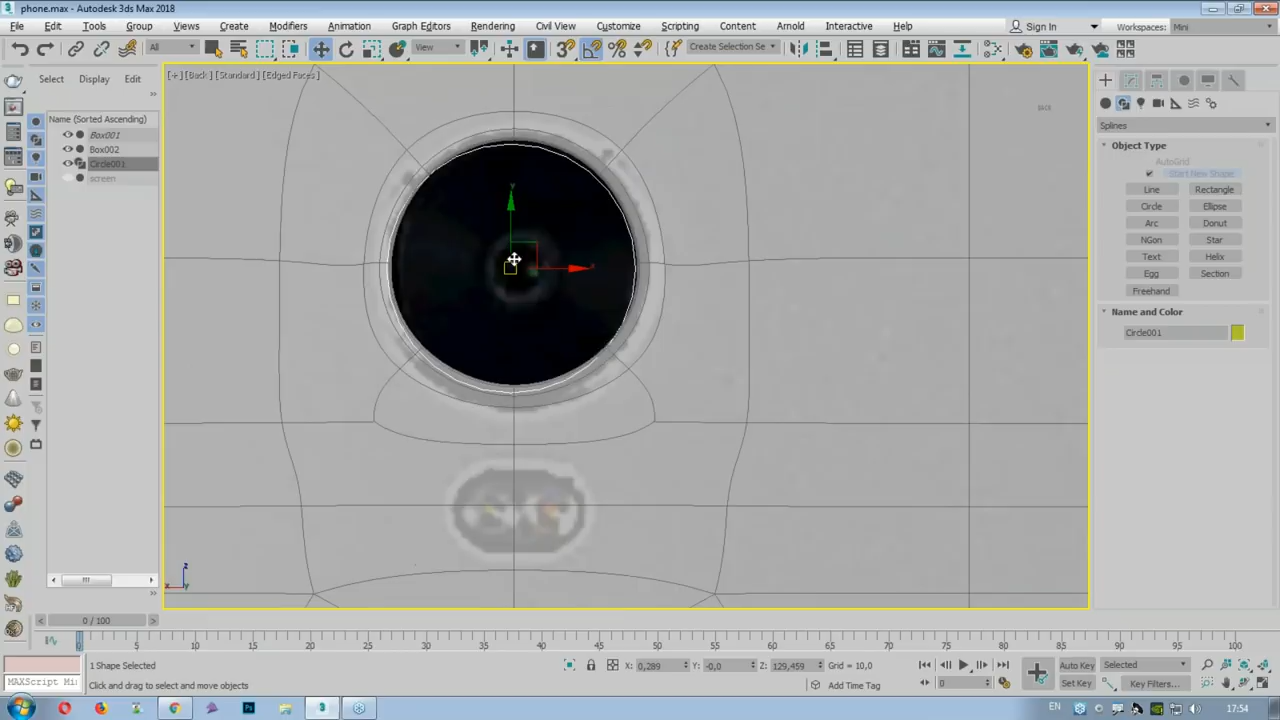 phone.max - Autodesk 3ds Max 2018
File Edit Tools Group Views Create Modifiers Animation Graph Editors Rendering Civil View Customize Scripting Content Arnold Interactive Help Sign In Workspaces: Mini
All View Create Selection Se
Select Display Edit
Name (Sorted Ascending)
Box001
Box002
Circle001
screen
[+] [Back] [Standard] [Edged Faces]
BACK
y
x
z
x y
Splines
Object Type
AutoGrid
Start New Shape
Line Rectangle
Circle Ellipse
Arc Donut
NGon Star
Text Helix
Egg Section
Freehand
Name and Color
Circle001
0 / 100
0 5 10 15 20 25 30 35 40 45 50 55 60 65 70 75 80 85 90 95 100
1 Shape Selected
X: 0,289 Y: -0,0 Z: 129,459 Grid = 10,0
Auto Key Selected
MAXScript Mi
Click and drag to select and move objects
Add Time Tag
0
Set Key Key Filters...
EN 17:54